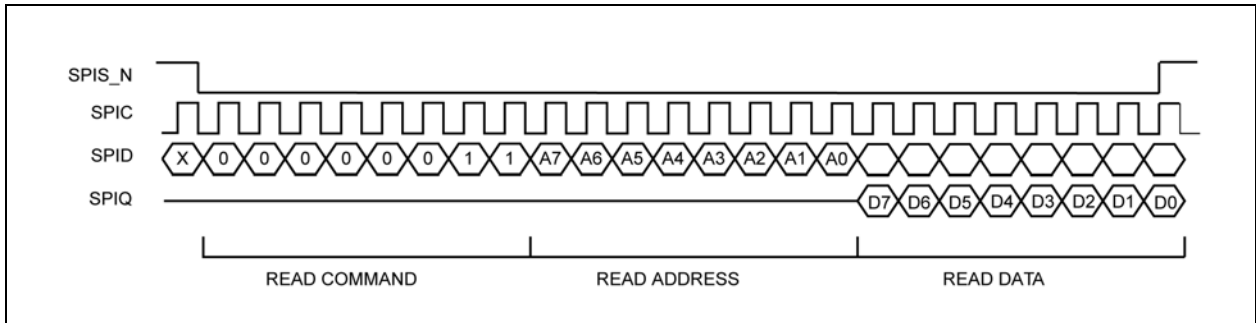 SPIS_N
SPIC
SPID X 0 0 0 0 0 0 1 1 A7 A6 A5 A4 A3 A2 A1 A0
SPIQ D7 D6 D5 D4 D3 D2 D1 D0
READ COMMAND READ ADDRESS READ DATA